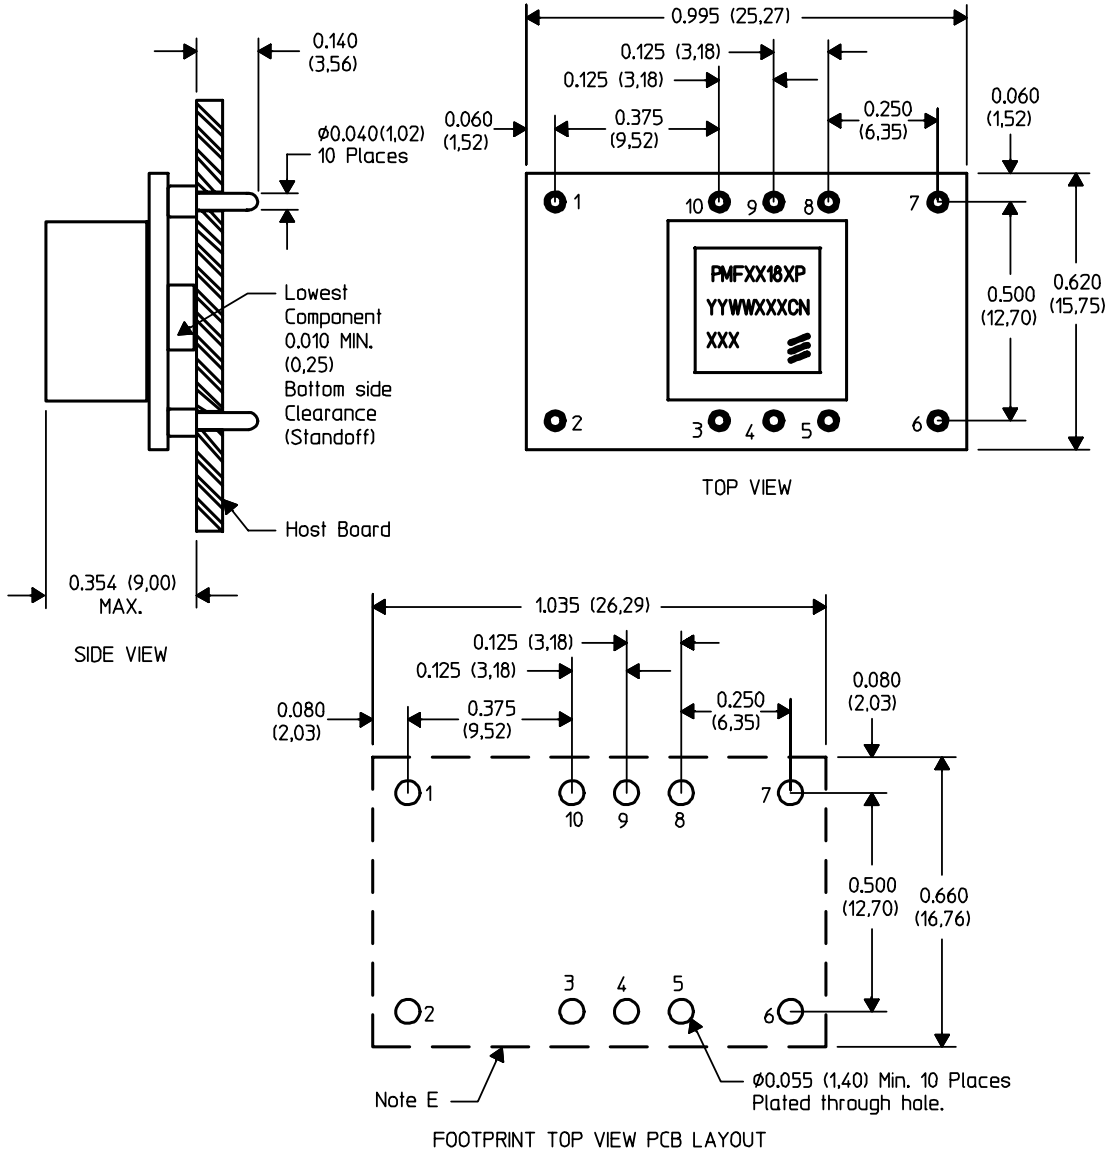 0.140
(3,56)
ø0.040(1,02)
10 Places
Lowest
Component
0.010 MIN.
(0,25)
Bottom side
Clearance
(Standoff)
Host Board
0.354 (9,00)
MAX.
SIDE VIEW
0.995 (25,27)
0.125 (3,18)
0.125 (3,18)
0.060
(1,52)
0.375
(9,52)
0.250
(6,35)
0.060
(1,52)
1
10
9
8
7
PMFXX18XP
YYWWXXXCN
XXX
0.500
(12,70)
0.620
(15,75)
2
3
4
5
6
TOP VIEW
1.035 (26,29)
0.125 (3,18)
0.125 (3,18)
0.080
(2,03)
0.375
(9,52)
0.250
(6,35)
0.080
(2,03)
1
10
9
8
7
0.500
(12,70)
0.660
(16,76)
2
3
4
5
6
Note E
ø0.055 (1,40) Min. 10 Places
Plated through hole.
FOOTPRINT TOP VIEW PCB LAYOUT